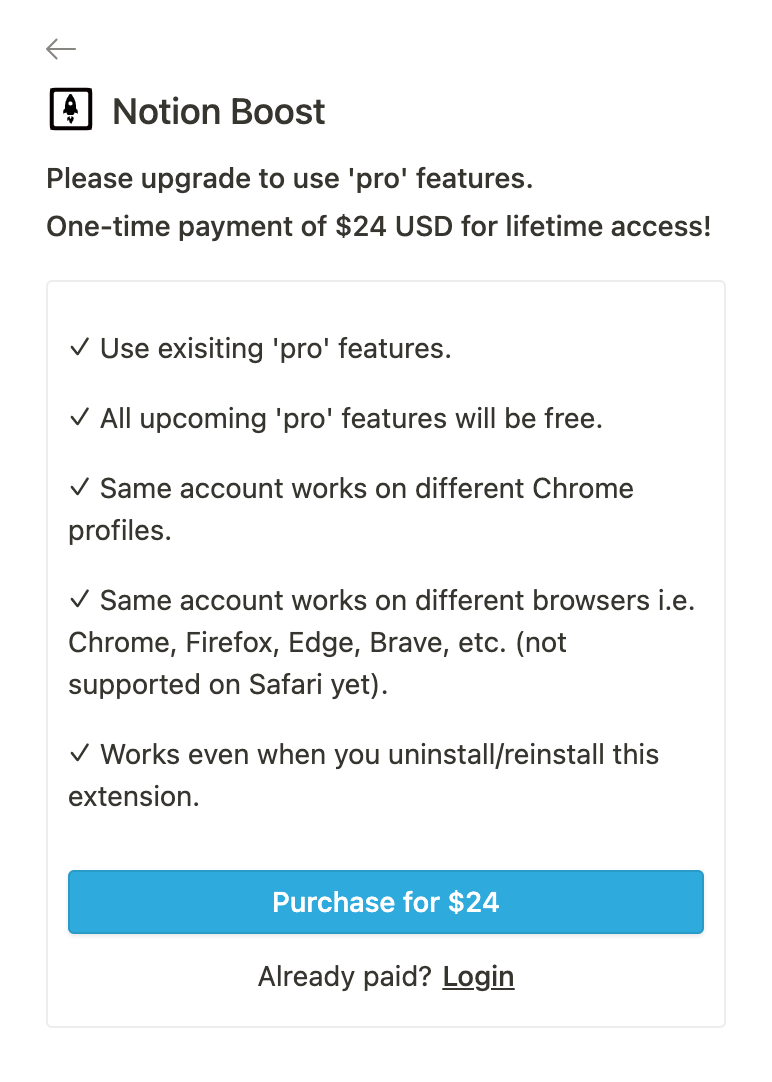 Notion Boost
Please upgrade to use 'pro' features.
One-time payment of $24 USD for lifetime access!
✓ Use exisiting 'pro' features.
✓ All upcoming 'pro' features will be free.
✓ Same account works on different Chrome
profiles.
✓ Same account works on different browsers i.e.
Chrome, Firefox, Edge, Brave, etc. (not
supported on Safari yet).
✓ Works even when you uninstall/reinstall this
extension.
Purchase for $24
Already paid? Login